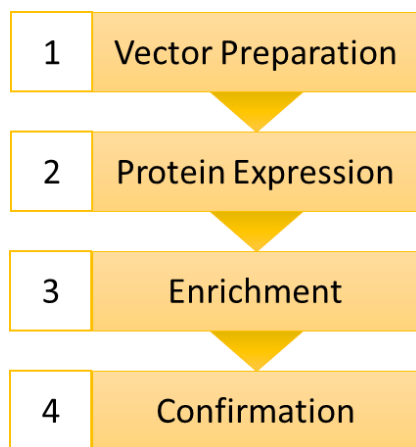 1 Vector Preparation
2 Protein Expression
3 Enrichment
4 Confirmation